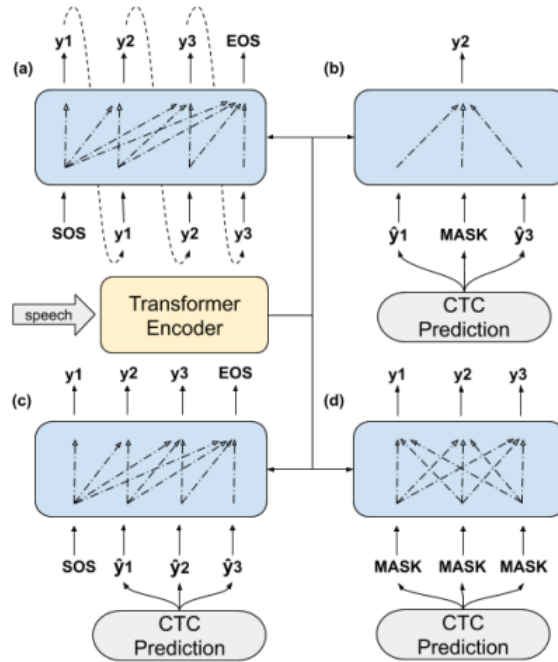 y1 y2 y3 EOS
(a)
SOS y1 y2 y3
y2
(b)
ŷ1 MASK ŷ3
CTC
Prediction
speech
Transformer
Encoder
y1 y2 y3 EOS
(c)
SOS ŷ1 ŷ2 ŷ3
CTC
Prediction
y1 y2 y3
(d)
MASK MASK MASK
CTC
Prediction